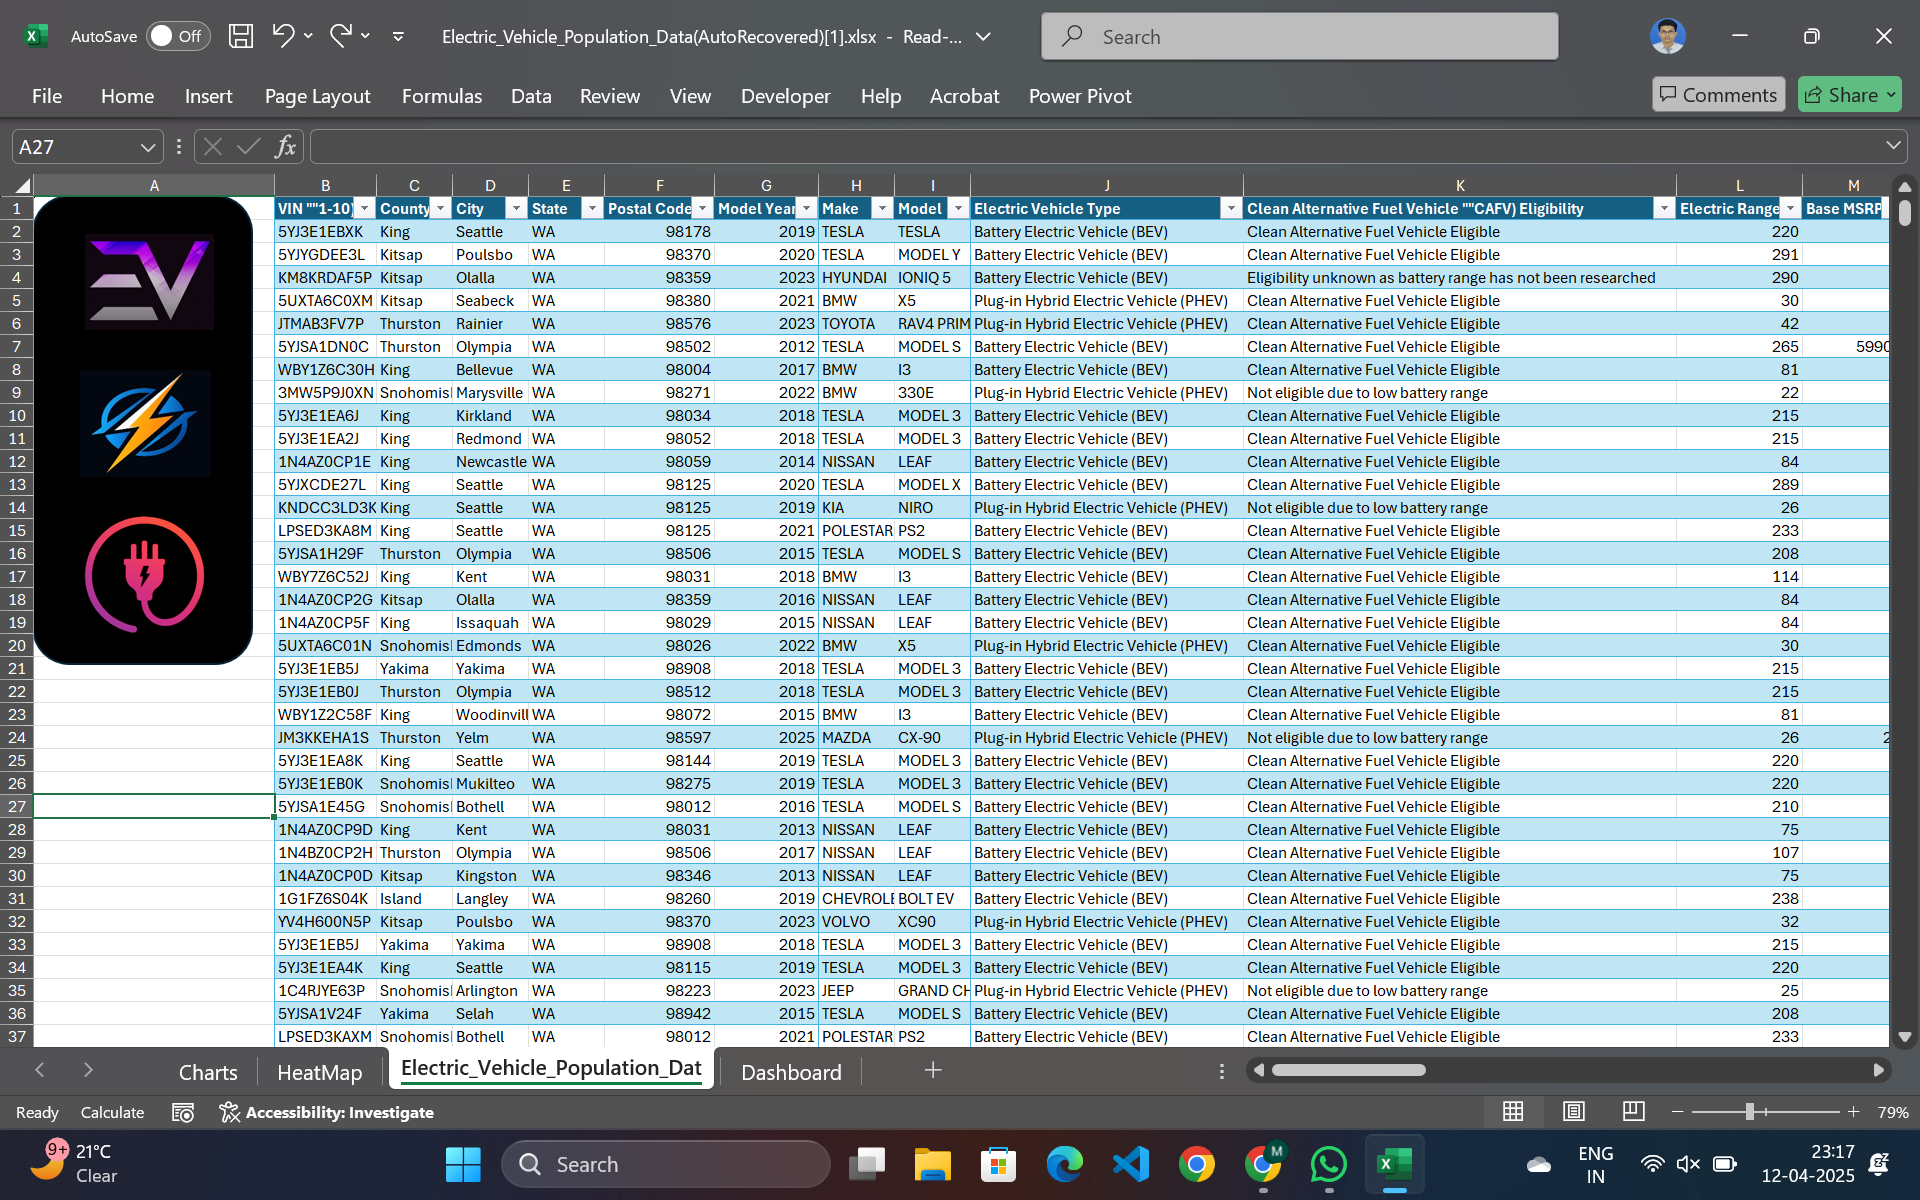 AutoSave Off Electric_Vehicle_Population_Data(AutoRecovered)[1].xlsx - Read-... Search
File Home Insert Page Layout Formulas Data Review View Developer Help Acrobat Power Pivot Comments Share
A27 fx
A B C D E F G H I J K L M
1 VIN ""1-10) County City State Postal Code Model Year Make Model Electric Vehicle Type Clean Alternative Fuel Vehicle ""CAFV) Eligibility Electric Range Base MSRP
2 5YJ3E1EBXK King Seattle WA 98178 2019 TESLA TESLA Battery Electric Vehicle (BEV) Clean Alternative Fuel Vehicle Eligible 220
3 5YJYGDEE3L Kitsap Poulsbo WA 98370 2020 TESLA MODEL Y Battery Electric Vehicle (BEV) Clean Alternative Fuel Vehicle Eligible 291
4 KM8KRDAF5P Kitsap Olalla WA 98359 2023 HYUNDAI IONIQ 5 Battery Electric Vehicle (BEV) Eligibility unknown as battery range has not been researched 290
5 5UXTA6C0XM Kitsap Seabeck WA 98380 2021 BMW X5 Plug-in Hybrid Electric Vehicle (PHEV) Clean Alternative Fuel Vehicle Eligible 30
6 JTMAB3FV7P Thurston Rainier WA 98576 2023 TOYOTA RAV4 PRIM Plug-in Hybrid Electric Vehicle (PHEV) Clean Alternative Fuel Vehicle Eligible 42
7 5YJSA1DN0C Thurston Olympia WA 98502 2012 TESLA MODEL S Battery Electric Vehicle (BEV) Clean Alternative Fuel Vehicle Eligible 265 5990
8 WBY1Z6C30H King Bellevue WA 98004 2017 BMW I3 Battery Electric Vehicle (BEV) Clean Alternative Fuel Vehicle Eligible 81
9 3MW5P9J0XN Snohomis Marysville WA 98271 2022 BMW 330E Plug-in Hybrid Electric Vehicle (PHEV) Not eligible due to low battery range 22
10 5YJ3E1EA6J King Kirkland WA 98034 2018 TESLA MODEL 3 Battery Electric Vehicle (BEV) Clean Alternative Fuel Vehicle Eligible 215
11 5YJ3E1EA2J King Redmond WA 98052 2018 TESLA MODEL 3 Battery Electric Vehicle (BEV) Clean Alternative Fuel Vehicle Eligible 215
12 1N4AZ0CP1E King Newcastle WA 98059 2014 NISSAN LEAF Battery Electric Vehicle (BEV) Clean Alternative Fuel Vehicle Eligible 84
13 5YJXCDE27L King Seattle WA 98125 2020 TESLA MODEL X Battery Electric Vehicle (BEV) Clean Alternative Fuel Vehicle Eligible 289
14 KNDCC3LD3K King Seattle WA 98125 2019 KIA NIRO Plug-in Hybrid Electric Vehicle (PHEV) Not eligible due to low battery range 26
15 LPSED3KA8M King Seattle WA 98125 2021 POLESTAR PS2 Battery Electric Vehicle (BEV) Clean Alternative Fuel Vehicle Eligible 233
16 5YJSA1H29F Thurston Olympia WA 98506 2015 TESLA MODEL S Battery Electric Vehicle (BEV) Clean Alternative Fuel Vehicle Eligible 208
17 WBY7Z6C52J King Kent WA 98031 2018 BMW I3 Battery Electric Vehicle (BEV) Clean Alternative Fuel Vehicle Eligible 114
18 1N4AZ0CP2G Kitsap Olalla WA 98359 2016 NISSAN LEAF Battery Electric Vehicle (BEV) Clean Alternative Fuel Vehicle Eligible 84
19 1N4AZ0CP5F King Issaquah WA 98029 2015 NISSAN LEAF Battery Electric Vehicle (BEV) Clean Alternative Fuel Vehicle Eligible 84
20 5UXTA6C01N Snohomis Edmonds WA 98026 2022 BMW X5 Plug-in Hybrid Electric Vehicle (PHEV) Clean Alternative Fuel Vehicle Eligible 30
21 5YJ3E1EB5J Yakima Yakima WA 98908 2018 TESLA MODEL 3 Battery Electric Vehicle (BEV) Clean Alternative Fuel Vehicle Eligible 215
22 5YJ3E1EB0J Thurston Olympia WA 98512 2018 TESLA MODEL 3 Battery Electric Vehicle (BEV) Clean Alternative Fuel Vehicle Eligible 215
23 WBY1Z2C58F King Woodinvill WA 98072 2015 BMW I3 Battery Electric Vehicle (BEV) Clean Alternative Fuel Vehicle Eligible 81
24 JM3KKEHA1S Thurston Yelm WA 98597 2025 MAZDA CX-90 Plug-in Hybrid Electric Vehicle (PHEV) Not eligible due to low battery range 26 2
25 5YJ3E1EA8K King Seattle WA 98144 2019 TESLA MODEL 3 Battery Electric Vehicle (BEV) Clean Alternative Fuel Vehicle Eligible 220
26 5YJ3E1EB0K Snohomis Mukilteo WA 98275 2019 TESLA MODEL 3 Battery Electric Vehicle (BEV) Clean Alternative Fuel Vehicle Eligible 220
27 5YJSA1E45G Snohomis Bothell WA 98012 2016 TESLA MODEL S Battery Electric Vehicle (BEV) Clean Alternative Fuel Vehicle Eligible 210
28 1N4AZ0CP9D King Kent WA 98031 2013 NISSAN LEAF Battery Electric Vehicle (BEV) Clean Alternative Fuel Vehicle Eligible 75
29 1N4BZ0CP2H Thurston Olympia WA 98506 2017 NISSAN LEAF Battery Electric Vehicle (BEV) Clean Alternative Fuel Vehicle Eligible 107
30 1N4AZ0CP0D Kitsap Kingston WA 98346 2013 NISSAN LEAF Battery Electric Vehicle (BEV) Clean Alternative Fuel Vehicle Eligible 75
31 1G1FZ6S04K Island Langley WA 98260 2019 CHEVROLE BOLT EV Battery Electric Vehicle (BEV) Clean Alternative Fuel Vehicle Eligible 238
32 YV4H600N5P Kitsap Poulsbo WA 98370 2023 VOLVO XC90 Plug-in Hybrid Electric Vehicle (PHEV) Clean Alternative Fuel Vehicle Eligible 32
33 5YJ3E1EB5J Yakima Yakima WA 98908 2018 TESLA MODEL 3 Battery Electric Vehicle (BEV) Clean Alternative Fuel Vehicle Eligible 215
34 5YJ3E1EA4K King Seattle WA 98115 2019 TESLA MODEL 3 Battery Electric Vehicle (BEV) Clean Alternative Fuel Vehicle Eligible 220
35 1C4RJYE63P Snohomis Arlington WA 98223 2023 JEEP GRAND CH Plug-in Hybrid Electric Vehicle (PHEV) Not eligible due to low battery range 25
36 5YJSA1V24F Yakima Selah WA 98942 2015 TESLA MODEL S Battery Electric Vehicle (BEV) Clean Alternative Fuel Vehicle Eligible 208
37 LPSED3KAXM Snohomis Bothell WA 98012 2021 POLESTAR PS2 Battery Electric Vehicle (BEV) Clean Alternative Fuel Vehicle Eligible 233
EV
Charts HeatMap Electric_Vehicle_Population_Dat Dashboard
Ready Calculate Accessibility: Investigate 79%
9+ 21°C Clear Search M ENG IN 23:17 12-04-2025